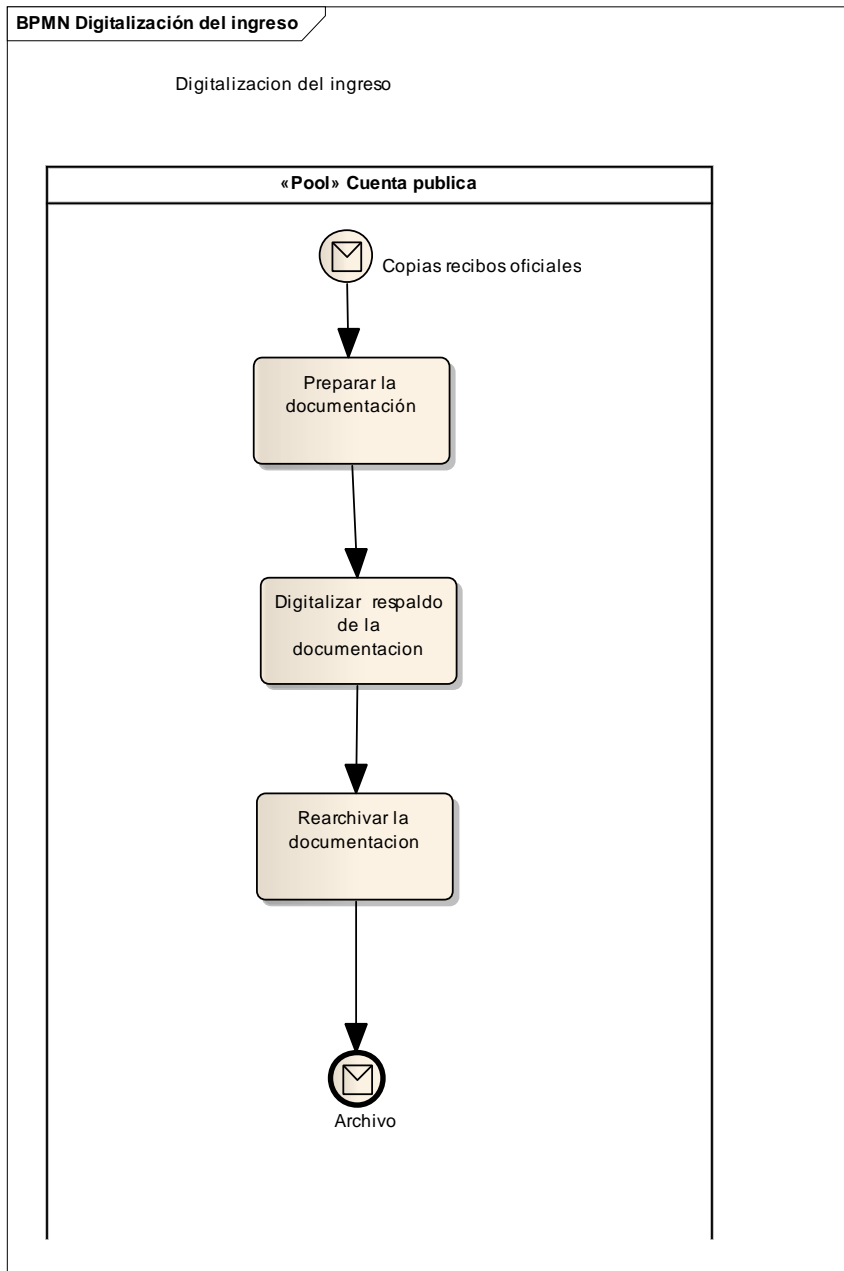 BPMN Digitalización del ingreso
Digitalizacion del ingreso
«Pool» Cuenta publica
Copias recibos oficiales
Preparar la
documentación
Digitalizar respaldo
de la
documentacion
Rearchivar la
documentacion
Archivo